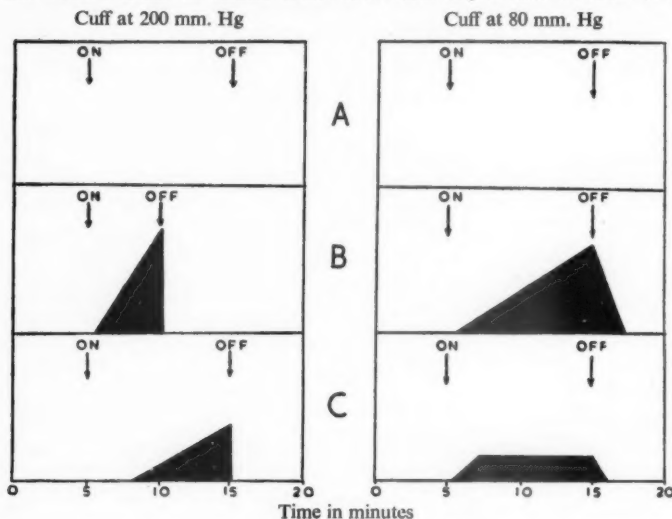 Cuff at 200 mm. Hg Cuff at 80 mm. Hg
ON OFF ON OFF
A
ON OFF ON OFF
B
ON OFF ON OFF
C
0 5 10 15 20 0 5 10 15 20
Time in minutes